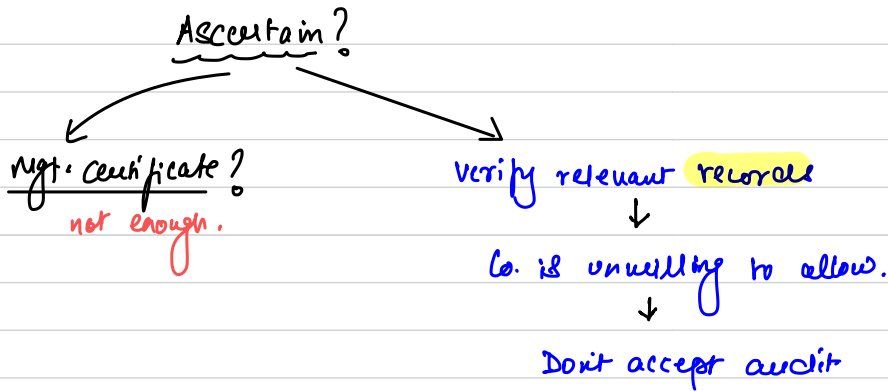 Ascertain?
Mgt. certificate?
not enough.
Verify relevant records
Co. is unwilling to allow.
Don't accept audit